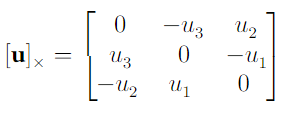 [u]× = [ 0 −u₃ u₂
u₃ 0 −u₁
−u₂ u₁ 0 ]